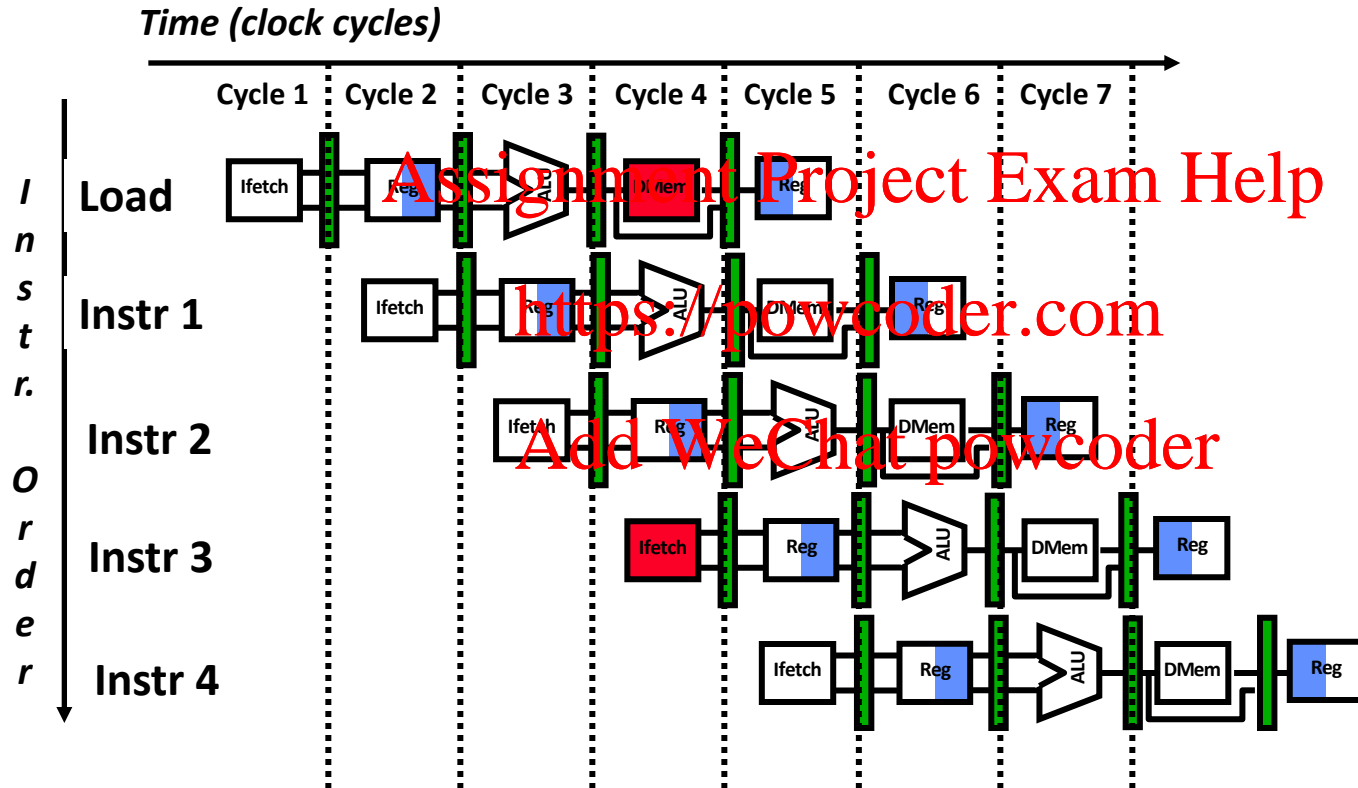 Time (clock cycles)
Cycle 1 Cycle 2 Cycle 3 Cycle 4 Cycle 5 Cycle 6 Cycle 7
Instr. Order
Load Ifetch Reg ALU DMem Reg
Assignment Project Exam Help
Instr 1 Ifetch Reg ALU DMem Reg
https://powcoder.com
Instr 2 Ifetch Reg ALU DMem Reg
Add WeChat powcoder
Instr 3 Ifetch Reg ALU DMem Reg
Instr 4 Ifetch Reg ALU DMem Reg